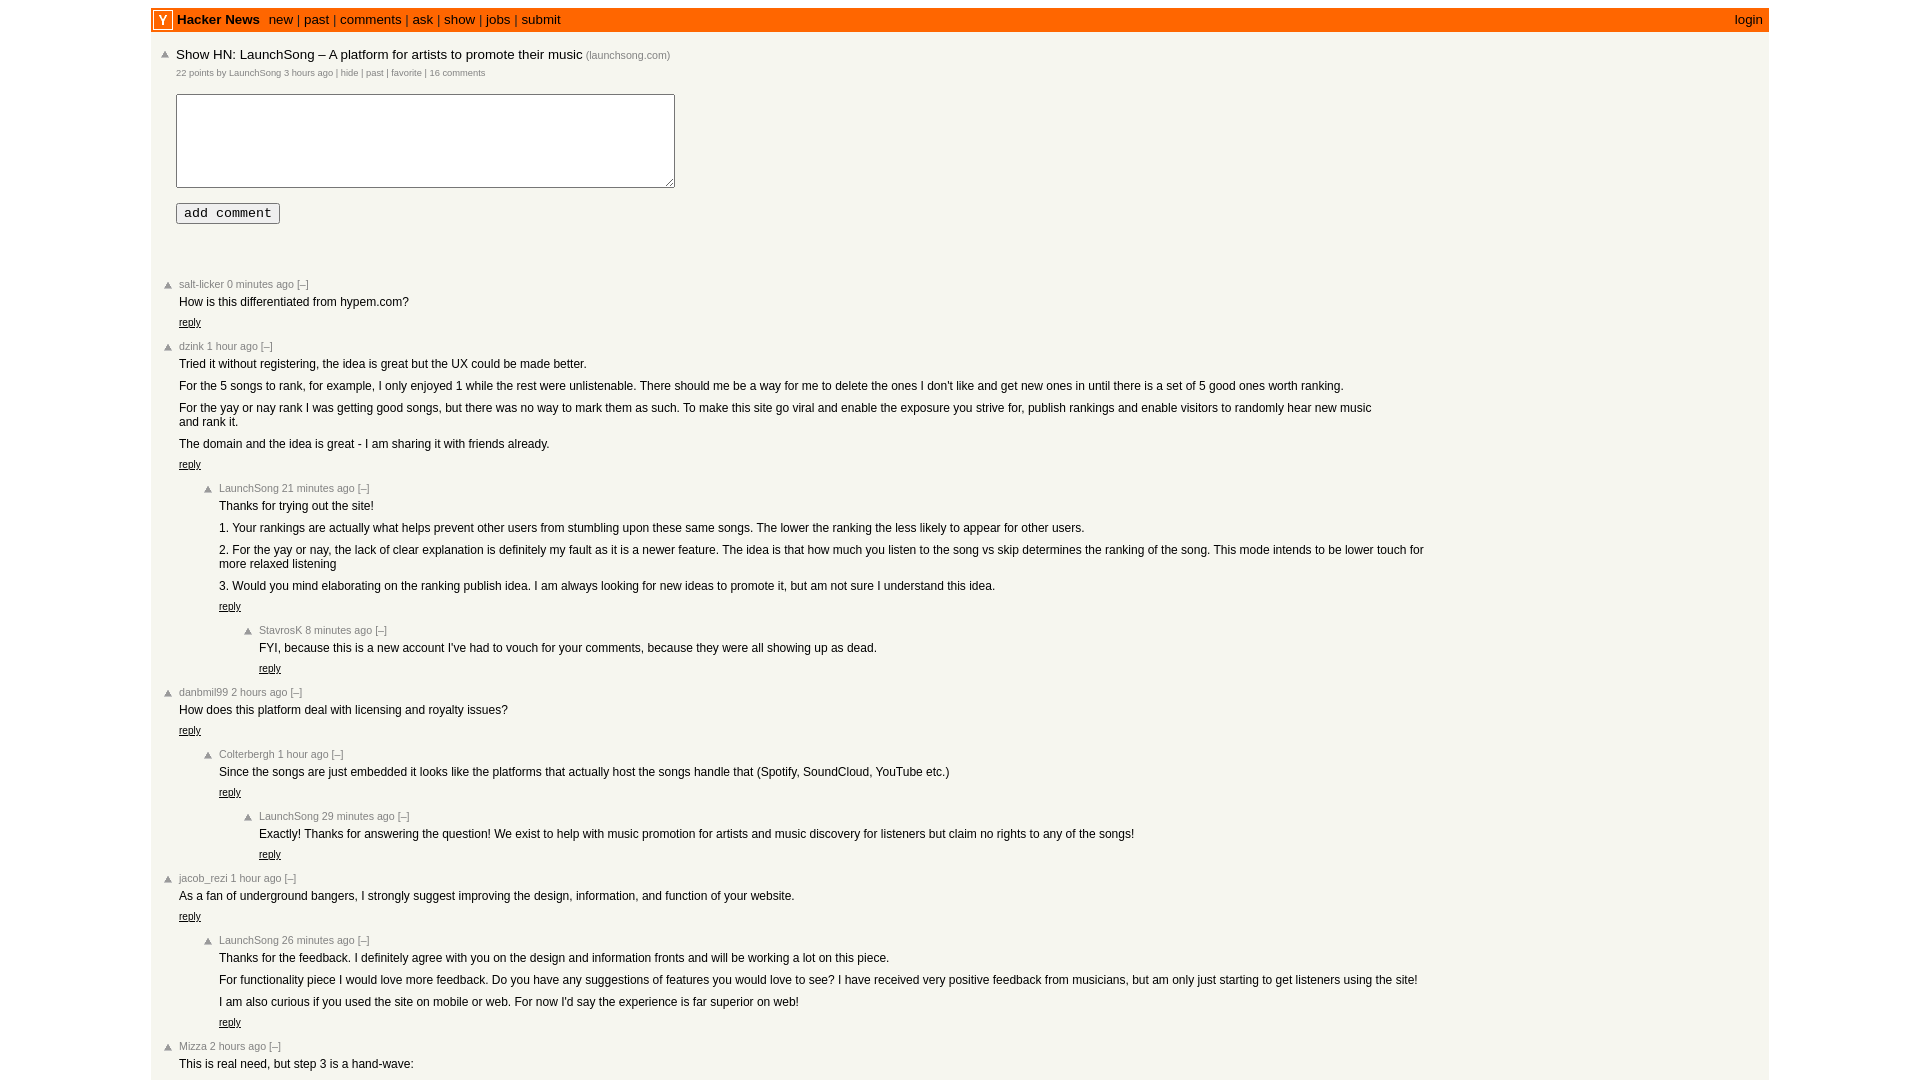 Y Hacker News new | past | comments | ask | show | jobs | submit login
Show HN: LaunchSong – A platform for artists to promote their music (launchsong.com)
22 points by LaunchSong 3 hours ago | hide | past | favorite | 16 comments
add comment
salt-licker 0 minutes ago [–]
How is this differentiated from hypem.com?
reply
dzink 1 hour ago [–]
Tried it without registering, the idea is great but the UX could be made better.
For the 5 songs to rank, for example, I only enjoyed 1 while the rest were unlistenable. There should me be a way for me to delete the ones I don't like and get new ones in until there is a set of 5 good ones worth ranking.
For the yay or nay rank I was getting good songs, but there was no way to mark them as such. To make this site go viral and enable the exposure you strive for, publish rankings and enable visitors to randomly hear new music
and rank it.
The domain and the idea is great - I am sharing it with friends already.
reply
LaunchSong 21 minutes ago [–]
Thanks for trying out the site!
1. Your rankings are actually what helps prevent other users from stumbling upon these same songs. The lower the ranking the less likely to appear for other users.
2. For the yay or nay, the lack of clear explanation is definitely my fault as it is a newer feature. The idea is that how much you listen to the song vs skip determines the ranking of the song. This mode intends to be lower touch for
more relaxed listening
3. Would you mind elaborating on the ranking publish idea. I am always looking for new ideas to promote it, but am not sure I understand this idea.
reply
StavrosK 8 minutes ago [–]
FYI, because this is a new account I've had to vouch for your comments, because they were all showing up as dead.
reply
danbmil99 2 hours ago [–]
How does this platform deal with licensing and royalty issues?
reply
Colterbergh 1 hour ago [–]
Since the songs are just embedded it looks like the platforms that actually host the songs handle that (Spotify, SoundCloud, YouTube etc.)
reply
LaunchSong 29 minutes ago [–]
Exactly! Thanks for answering the question! We exist to help with music promotion for artists and music discovery for listeners but claim no rights to any of the songs!
reply
jacob_rezi 1 hour ago [–]
As a fan of underground bangers, I strongly suggest improving the design, information, and function of your website.
reply
LaunchSong 26 minutes ago [–]
Thanks for the feedback. I definitely agree with you on the design and information fronts and will be working a lot on this piece.
For functionality piece I would love more feedback. Do you have any suggestions of features you would love to see? I have received very positive feedback from musicians, but am only just starting to get listeners using the site!
I am also curious if you used the site on mobile or web. For now I'd say the experience is far superior on web!
reply
Mizza 2 hours ago [–]
This is real need, but step 3 is a hand-wave: